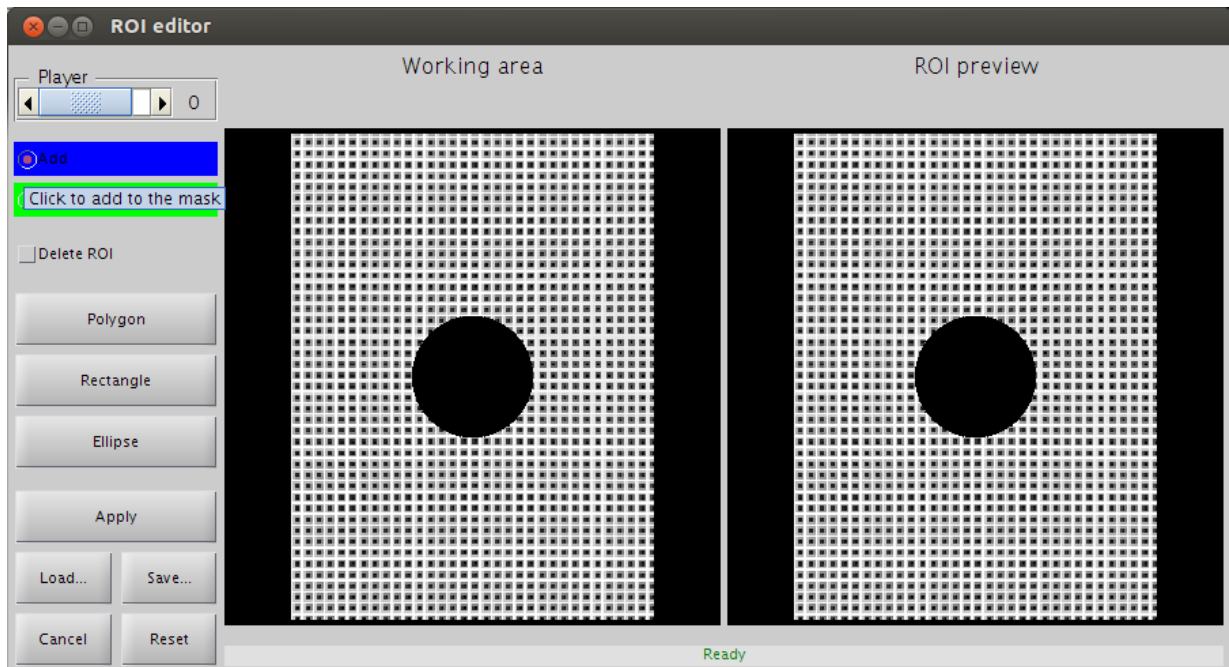 ROI editor
Working area
ROI preview
Player
0
Add
Click to add to the mask
Delete ROI
Polygon
Rectangle
Ellipse
Apply
Load...
Save...
Cancel
Reset
Ready